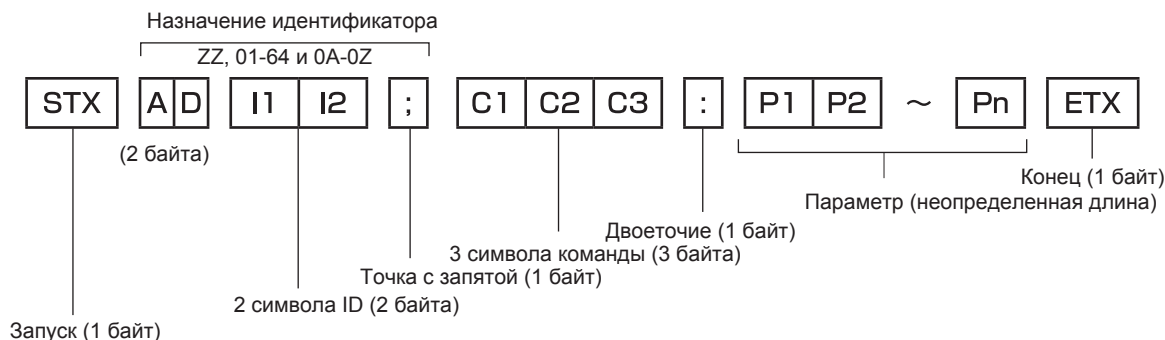 Назначение идентификатора
ZZ, 01-64 и 0A-0Z
STX A D I1 I2 ; C1 C2 C3 : P1 P2 ~ Pn ETX
(2 байта)
Конец (1 байт)
Параметр (неопределенная длина)
Двоеточие (1 байт)
3 символа команды (3 байта)
Точка с запятой (1 байт)
2 символа ID (2 байта)
Запуск (1 байт)